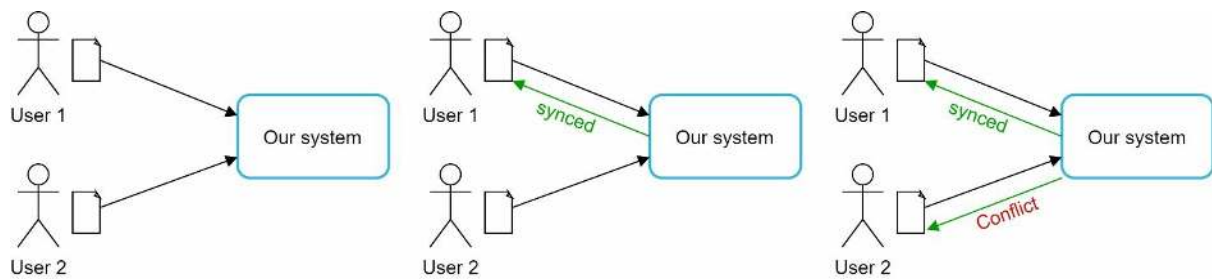 User 1
Our system
User 2
User 1
synced
Our system
User 2
User 1
synced
Our system
Conflict
User 2